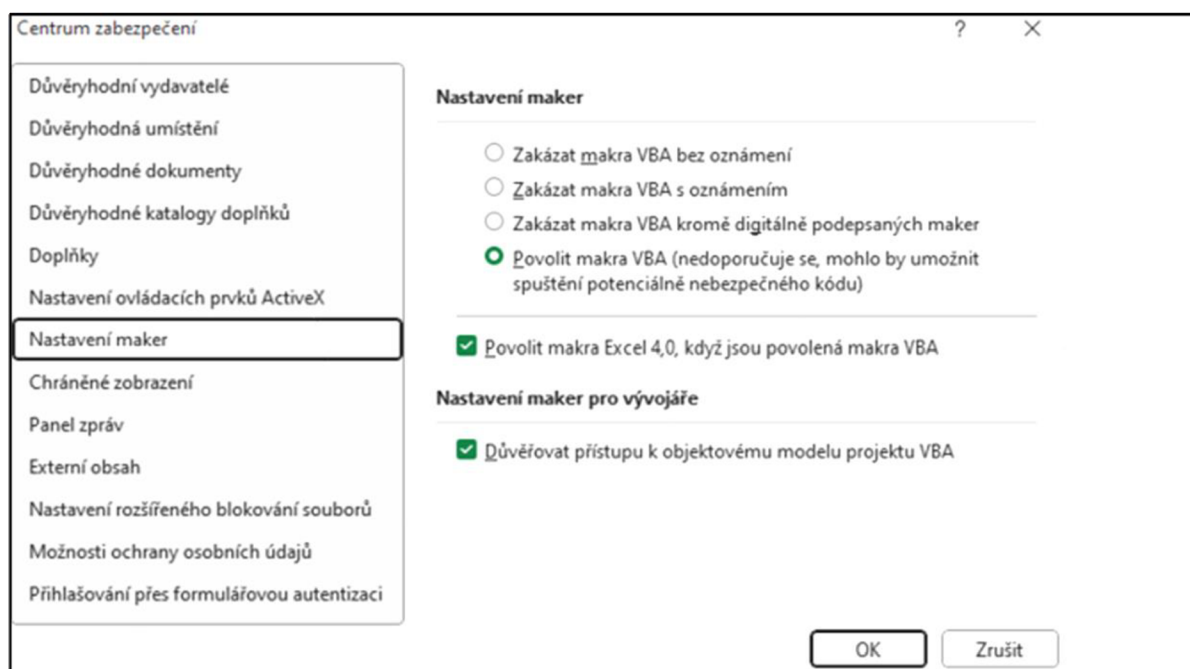 Centrum zabezpečení
?
Důvěryhodní vydavatelé
Důvěryhodná umístění
Důvěryhodné dokumenty
Důvěryhodné katalogy doplňků
Doplňky
Nastavení ovládacích prvků ActiveX
Nastavení maker
Chráněné zobrazení
Panel zpráv
Externí obsah
Nastavení rozšířeného blokování souborů
Možnosti ochrany osobních údajů
Přihlašování přes formulářovou autentizaci
Nastavení maker
Zakázat makra VBA bez oznámení
Zakázat makra VBA s oznámením
Zakázat makra VBA kromě digitálně podepsaných maker
Povolit makra VBA (nedoporučuje se, mohlo by umožnit
spuštění potenciálně nebezpečného kódu)
Povolit makra Excel 4,0, když jsou povolená makra VBA
Nastavení maker pro vývojáře
Důvěřovat přístupu k objektovému modelu projektu VBA
OK
Zrušit